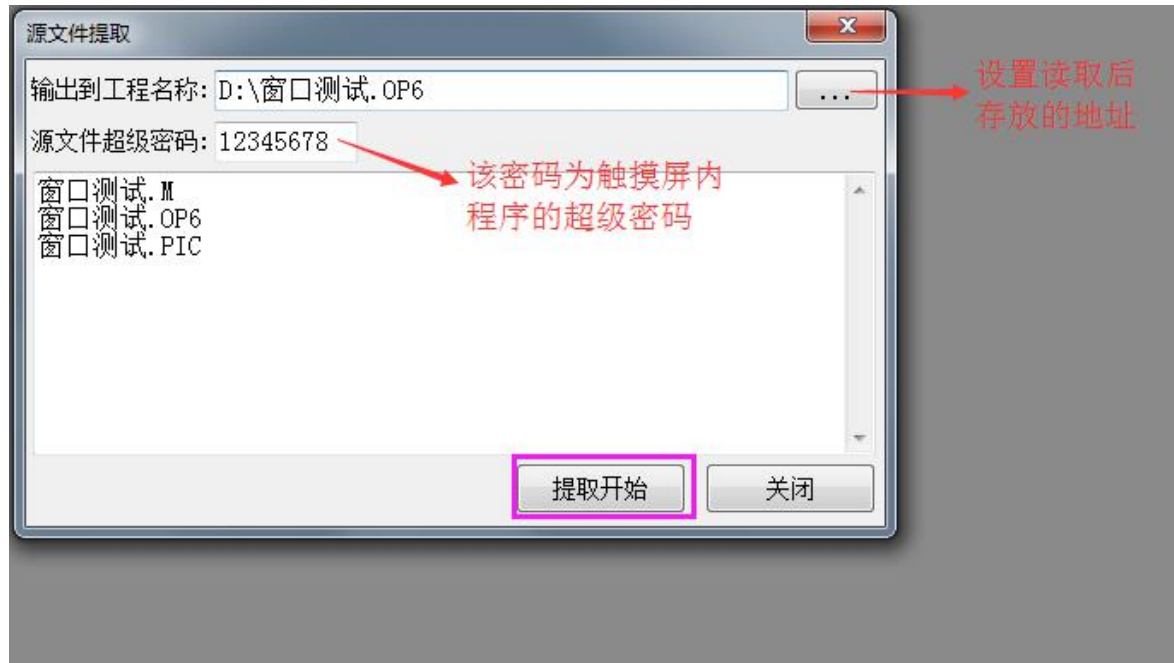 源文件提取
输出到工程名称: D:\窗口测试.OP6 ...
设置读取后
存放的地址
源文件超级密码: 12345678
该密码为触摸屏内
程序的超级密码
窗口测试.M
窗口测试.OP6
窗口测试.PIC
提取开始 关闭